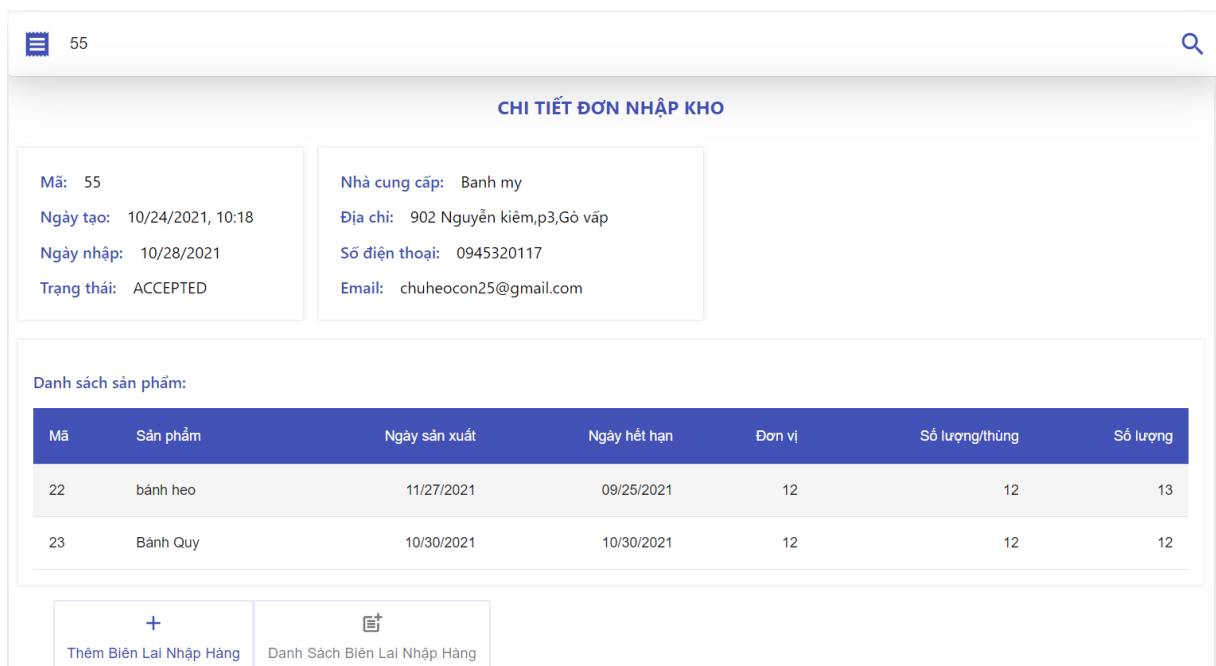 55
CHI TIẾT ĐƠN NHẬP KHO
Mã: 55
Ngày tạo: 10/24/2021, 10:18
Ngày nhập: 10/28/2021
Trạng thái: ACCEPTED
Nhà cung cấp: Banh my
Địa chỉ: 902 Nguyễn kiêm,p3,Gò vấp
Số điện thoại: 0945320117
Email: chuheocon25@gmail.com
Danh sách sản phẩm:
Mã Sản phẩm Ngày sản xuất Ngày hết hạn Đơn vị Số lượng/thùng Số lượng
22 bánh heo 11/27/2021 09/25/2021 12 12 13
23 Bánh Quy 10/30/2021 10/30/2021 12 12 12
Thêm Biên Lai Nhập Hàng Danh Sách Biên Lai Nhập Hàng